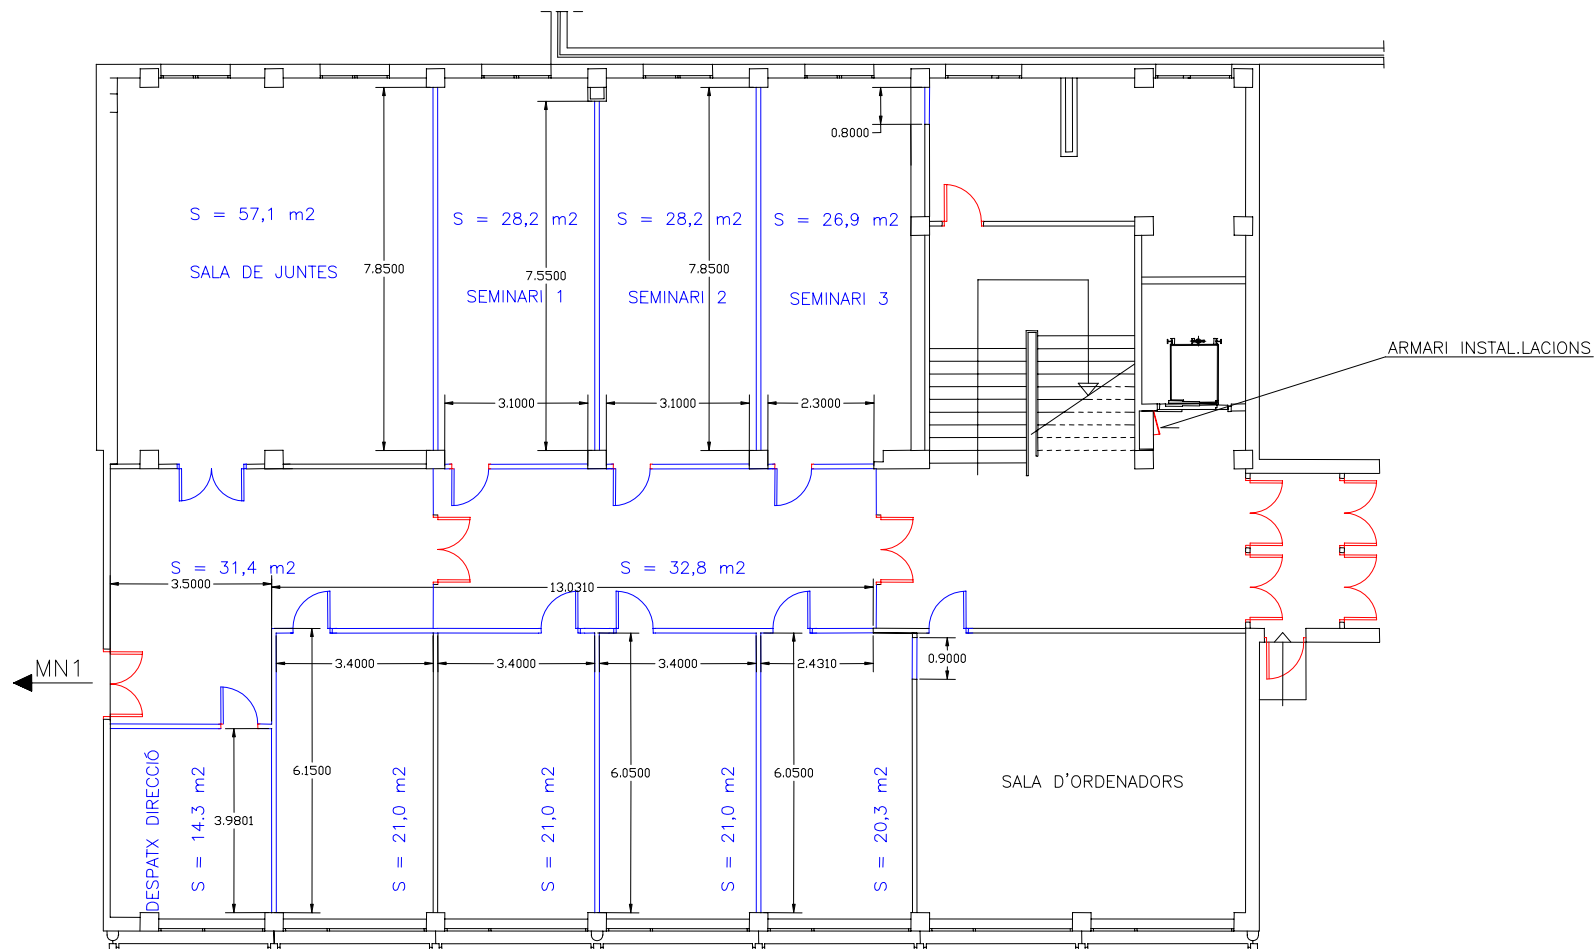 0.8000
S = 57,1 m2
S = 28,2 m2
S = 28,2 m2
S = 26,9 m2
SALA DE JUNTES
7.8500
7.5500
7.8500
SEMINARI 1
SEMINARI 2
SEMINARI 3
ARMARI INSTAL.LACIONS
3.1000
3.1000
2.3000
S = 31,4 m2
S = 32,8 m2
3.5000
13.0310
MN1
3.4000
3.4000
3.4000
2.4310
0.9000
6.1500
6.0500
6.0500
SALA D'ORDENADORS
3.9801
DESPATX DIRECCIÓ
S = 14.3 m2
S = 21,0 m2
S = 21,0 m2
S = 21,0 m2
S = 20,3 m2